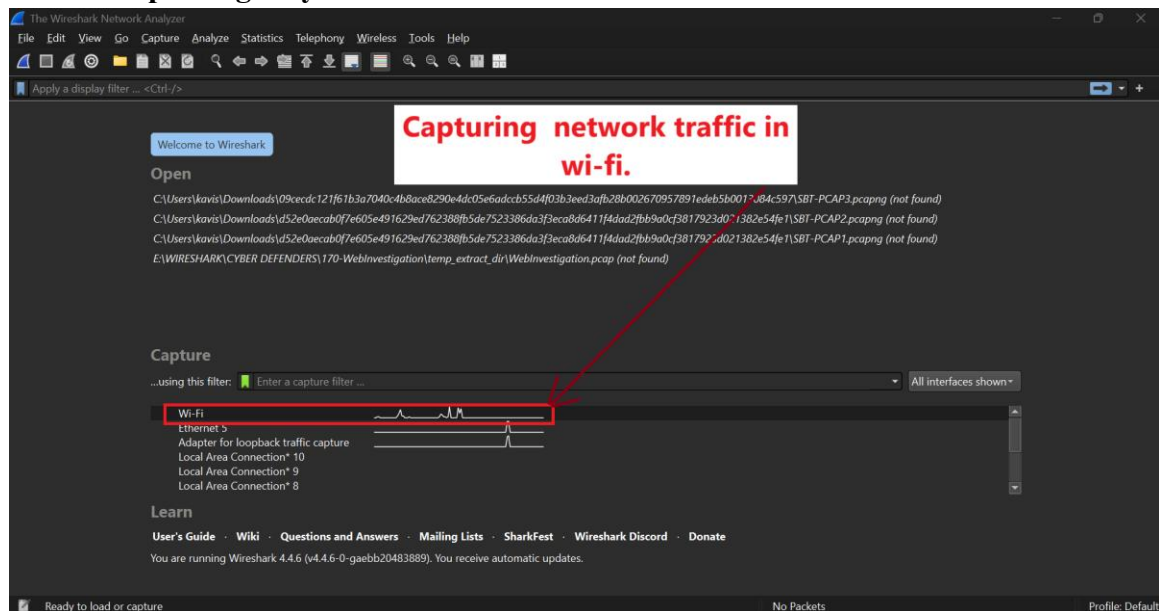 The Wireshark Network Analyzer
File Edit View Go Capture Analyze Statistics Telephony Wireless Tools Help
Apply a display filter ... <Ctrl-/>
Capturing network traffic in
wi-fi.
Welcome to Wireshark
Open
C:\Users\kavis\Downloads\09cecdc121f61b3a7040c4b8ace8290e4dc05e6adccb55d4f03b3eed3afb28b002670957891edeb5b0013084c597\SBT-PCAP3.pcapng (not found)
C:\Users\kavis\Downloads\d52e0aecab0f7e605e491629ed762388fb5de7523386da3f3eca8d6411f4dad2fbb9a0cf3817923d021382e54fe1\SBT-PCAP2.pcapng (not found)
C:\Users\kavis\Downloads\d52e0aecab0f7e605e491629ed762388fb5de7523386da3f3eca8d6411f4dad2fbb9a0cf3817923d021382e54fe1\SBT-PCAP1.pcapng (not found)
E:\WIRESHARK\CYBER DEFENDERS\170-WebInvestigation\temp_extract_dir\WebInvestigation.pcap (not found)
Capture
...using this filter: Enter a capture filter ... All interfaces shown
Wi-Fi
Ethernet 5
Adapter for loopback traffic capture
Local Area Connection* 10
Local Area Connection* 9
Local Area Connection* 8
Learn
User's Guide · Wiki · Questions and Answers · Mailing Lists · SharkFest · Wireshark Discord · Donate
You are running Wireshark 4.4.6 (v4.4.6-0-gaebb20483889). You receive automatic updates.
Ready to load or capture No Packets Profile: Default